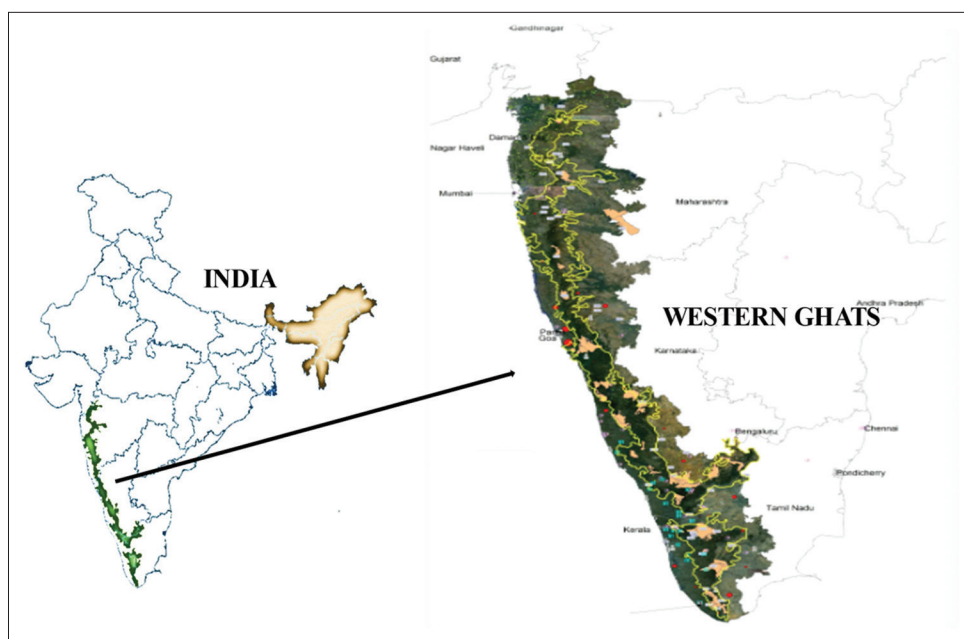 Gandhinagar
Gujarat
Nagar Haveli
Mumbai
Maharashtra
INDIA
Andhra Pradesh
WESTERN GHATS
Goa
Karnataka
Bengaluru
Chennai
Pondicherry
Tamil Nadu
Kerala